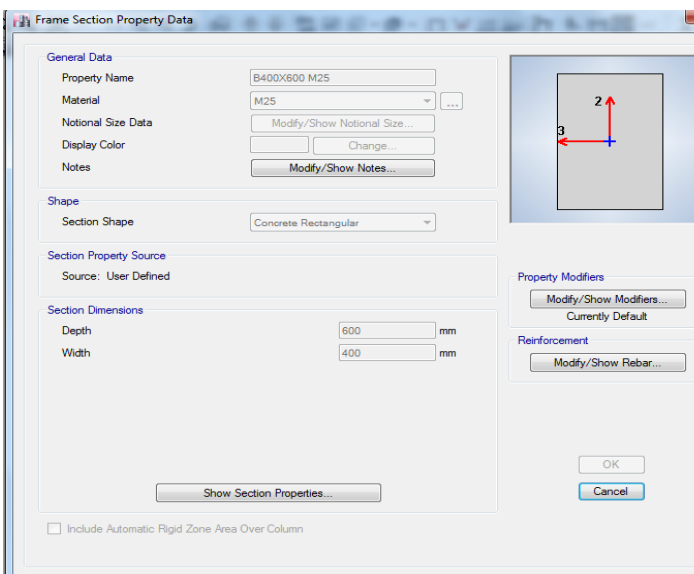 Frame Section Property Data
General Data
Property Name B400X600 M25
Material M25 ...
Notional Size Data Modify/Show Notional Size...
Display Color Change...
Notes Modify/Show Notes...
Shape
Section Shape Concrete Rectangular
Section Property Source
Source: User Defined
Section Dimensions
Depth 600 mm
Width 400 mm
Show Section Properties...
Include Automatic Rigid Zone Area Over Column
2
3
Property Modifiers
Modify/Show Modifiers...
Currently Default
Reinforcement
Modify/Show Rebar...
OK
Cancel